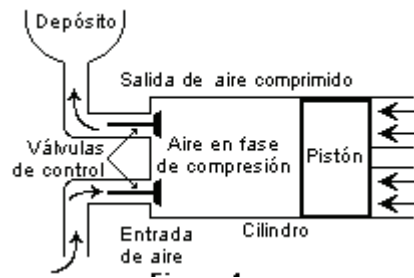 Depósito
Salida de aire comprimido
Válvulas
de control
Aire en fase
de compresión
Pistón
Entrada
de aire
Cilindro